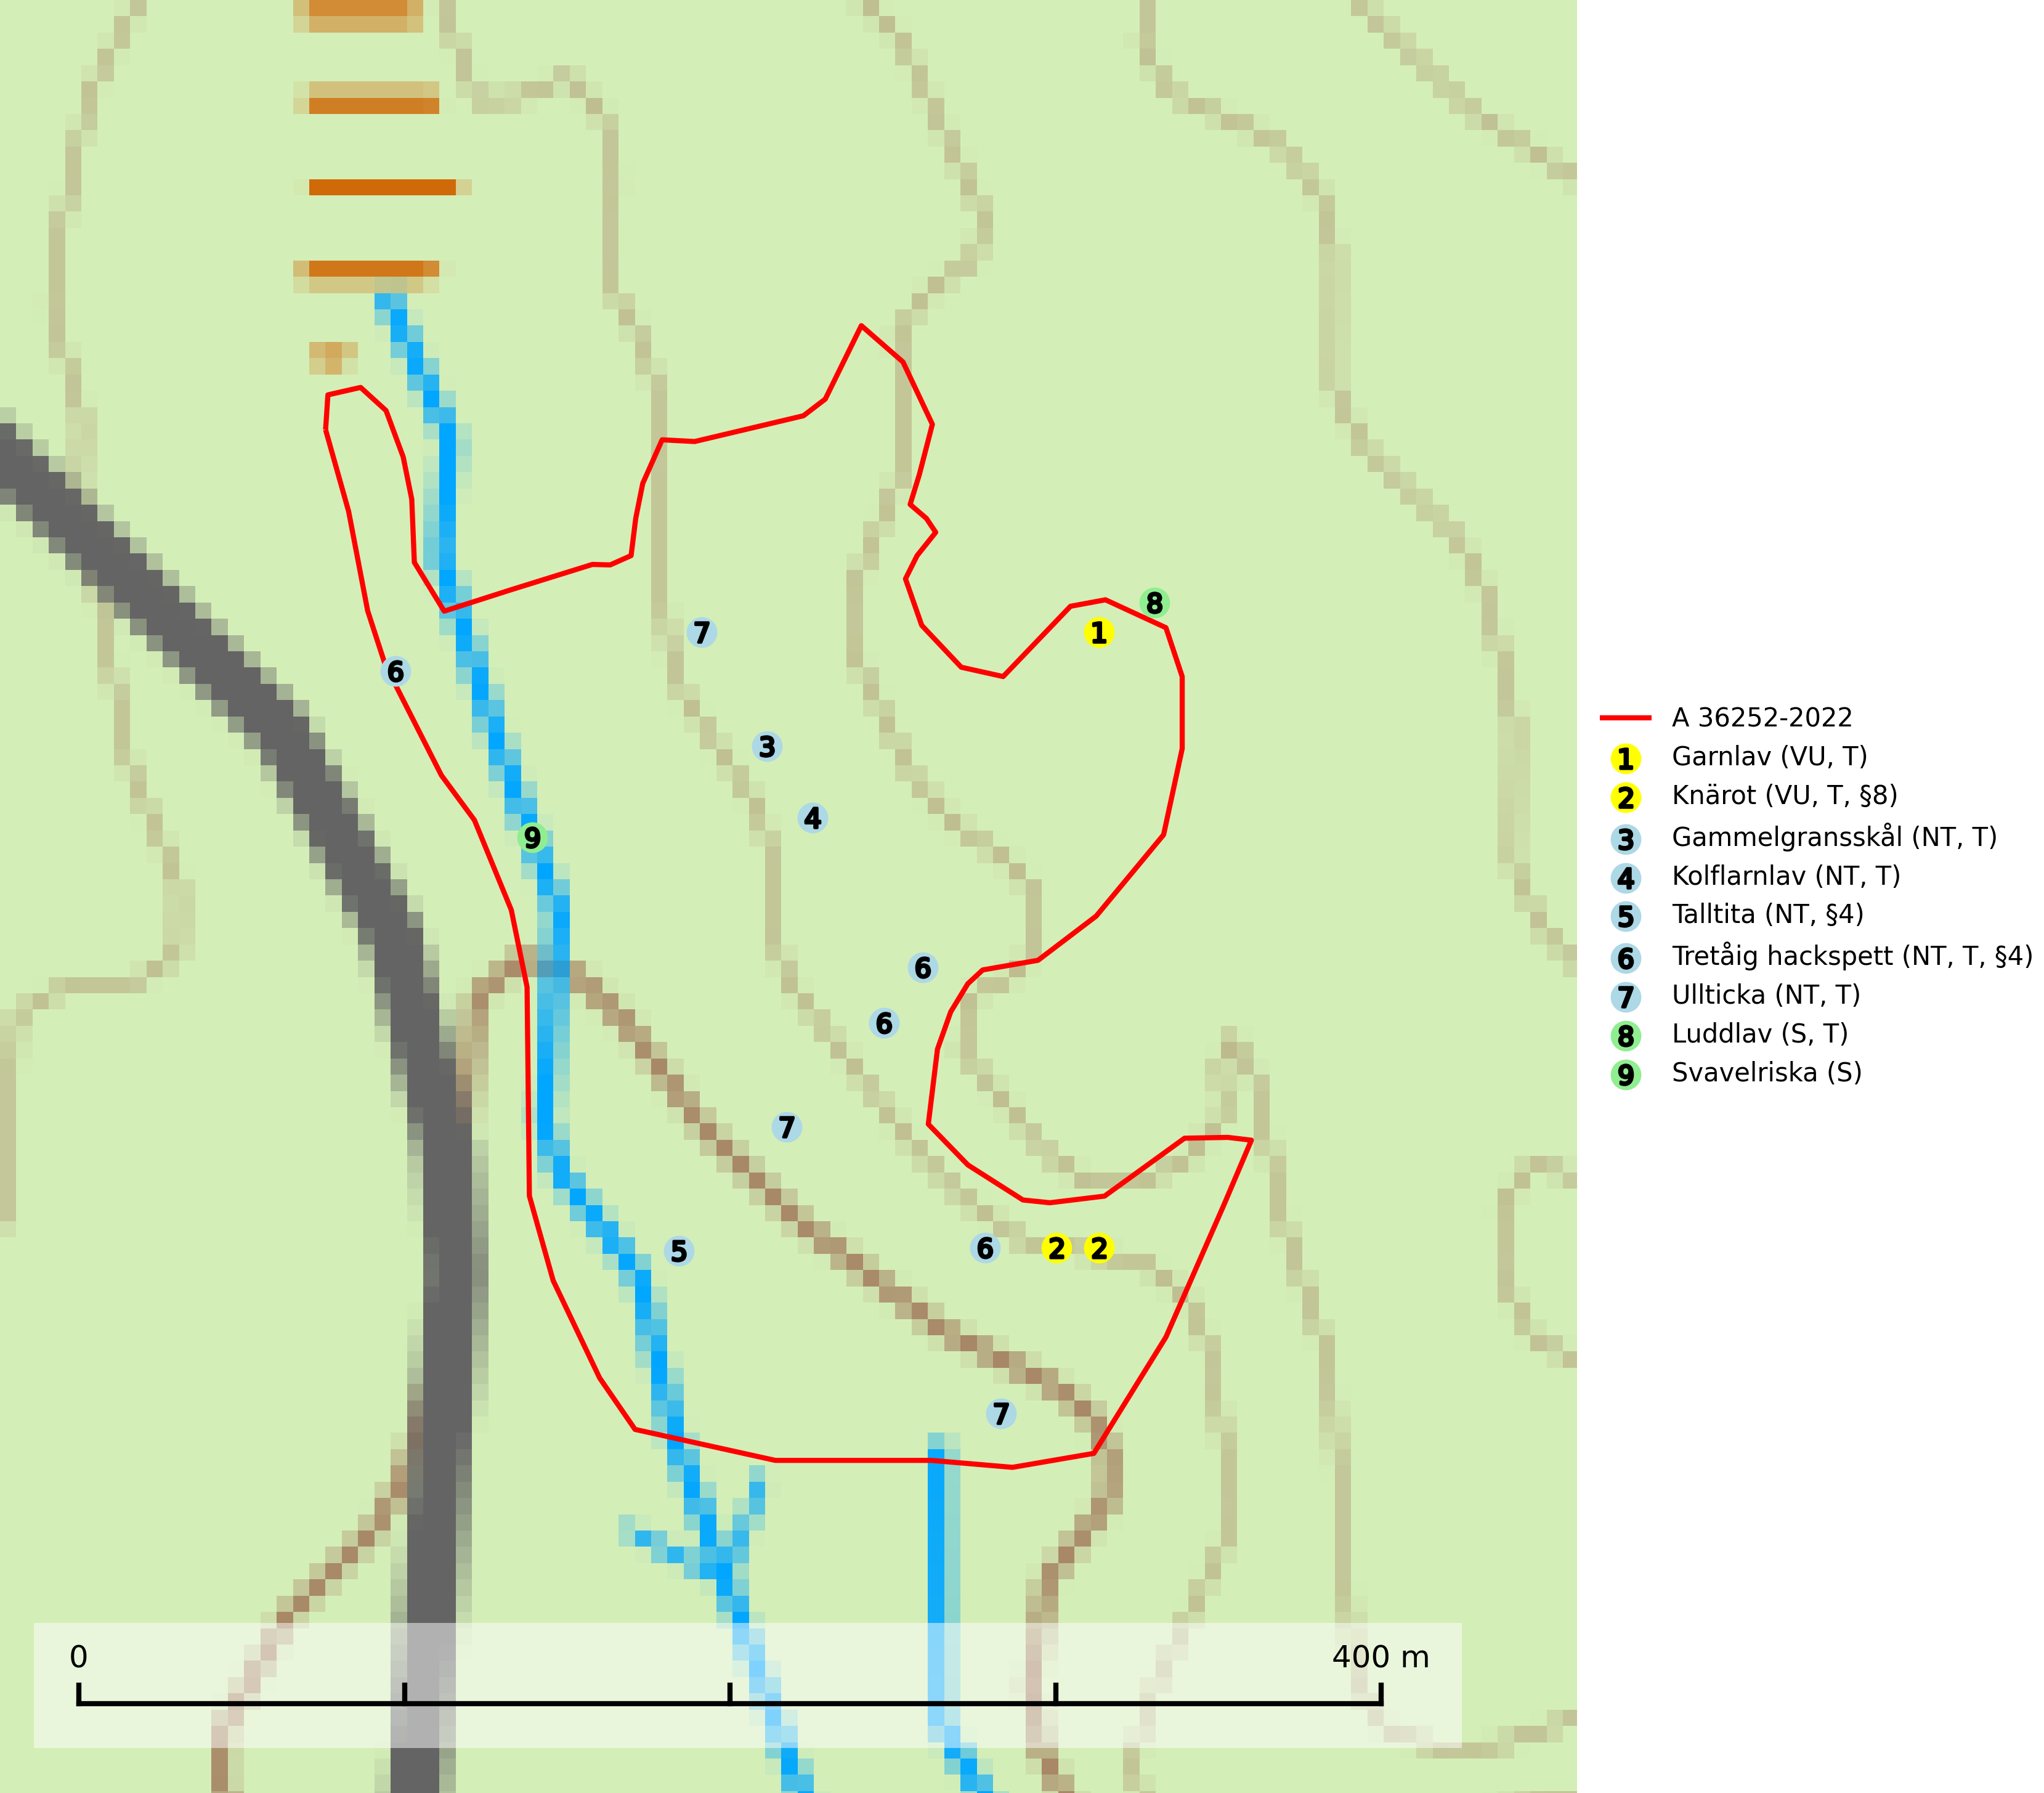 8
7
1
6
3
4
9
6
6
7
6
2
2
5
7
A 36252-2022
1 Garnlav (VU, T)
2 Knärot (VU, T, §8)
3 Gammelgransskål (NT, T)
4 Kolflarnlav (NT, T)
5 Talltita (NT, §4)
6 Tretåig hackspett (NT, T, §4)
7 Ullticka (NT, T)
8 Luddlav (S, T)
9 Svavelriska (S)
0 400 m